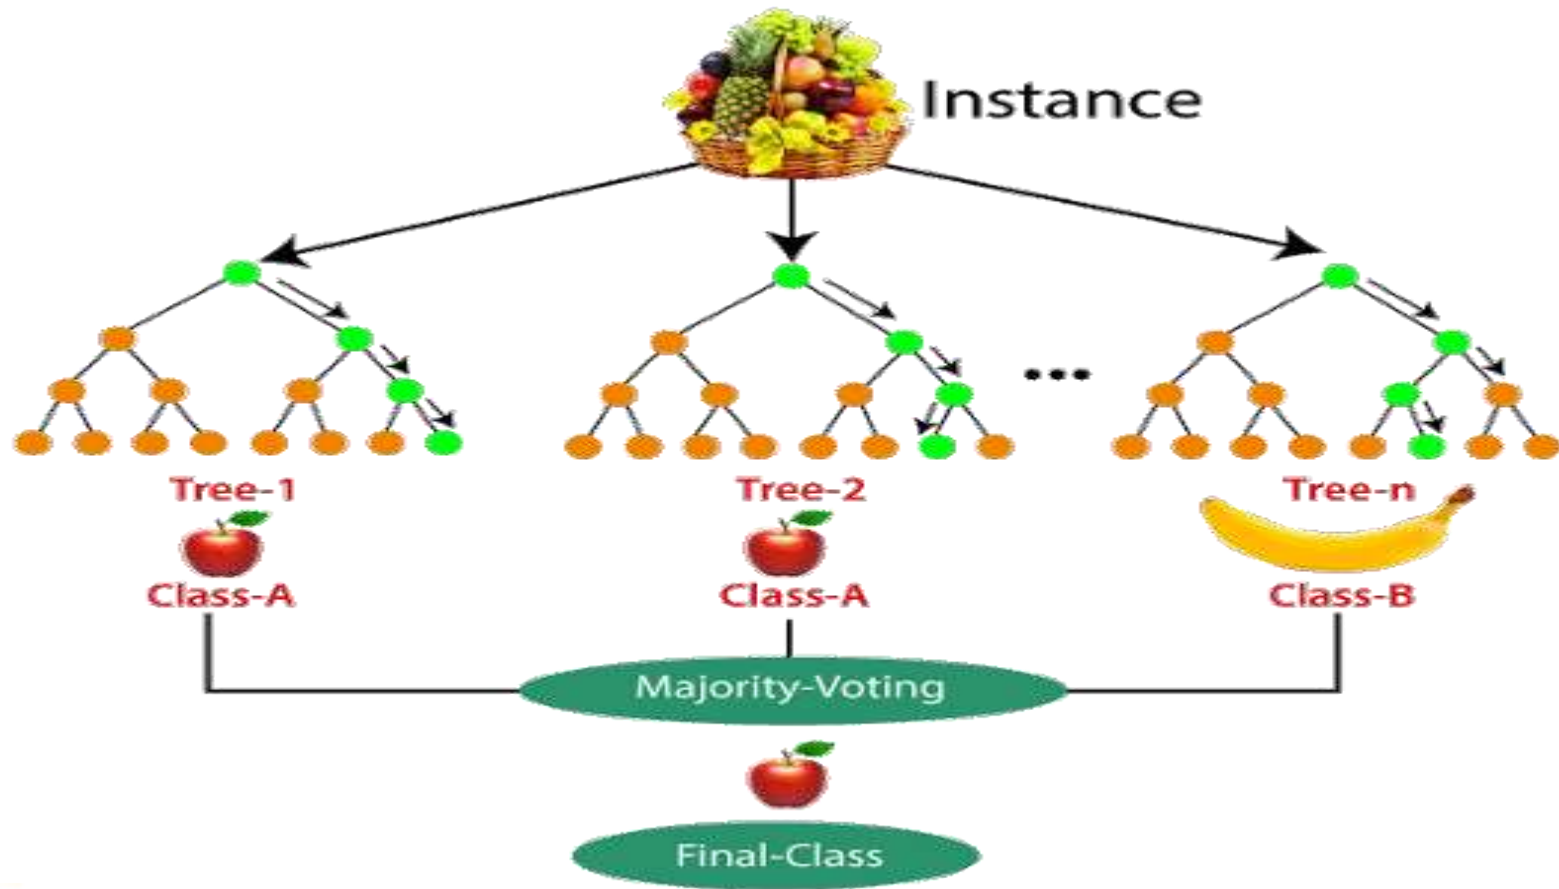 Instance
Tree-1
Tree-2
Tree-n
Class-A
Class-A
Class-B
Majority-Voting
Final-Class